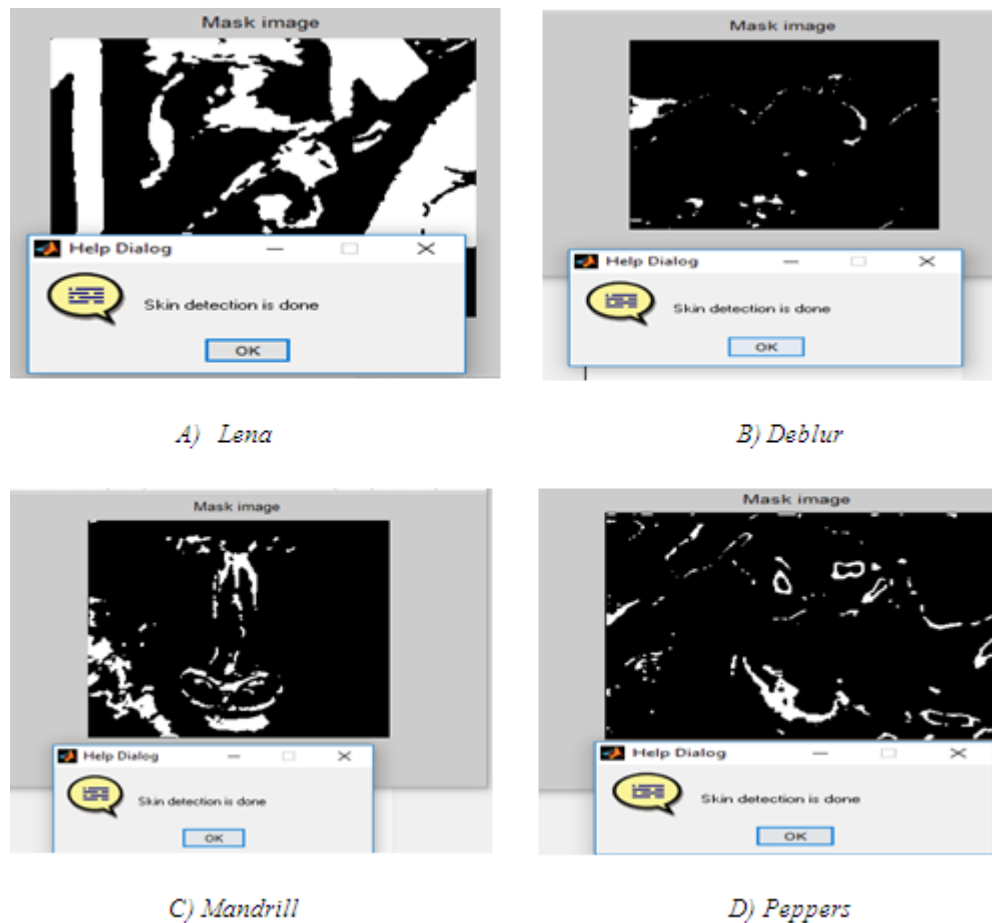 Mask image
Help Dialog
Skin detection is done
OK
A) Lena
Mask image
Help Dialog
Skin detection is done
OK
B) Deblur
Mask image
Help Dialog
Skin detection is done
OK
C) Mandrill
Mask image
Help Dialog
Skin detection is done
OK
D) Peppers